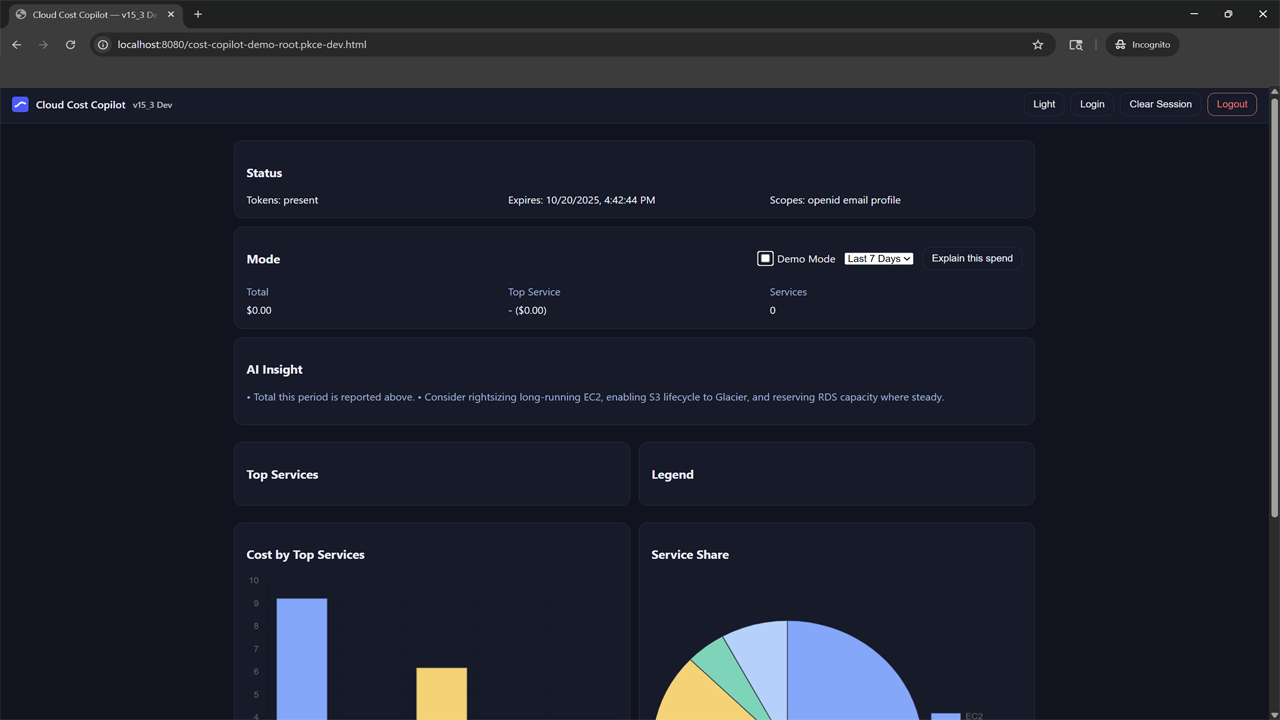 Cloud Cost Copilot — v15_3 De
localhost:8080/cost-copilot-demo-root.pkce-dev.html
Incognito
Cloud Cost Copilot v15_3 Dev
Light Login Clear Session Logout
Status
Tokens: present Expires: 10/20/2025, 4:42:44 PM Scopes: openid email profile
Mode Demo Mode Last 7 Days Explain this spend
Total Top Service Services
$0.00 - ($0.00) 0
AI Insight
• Total this period is reported above. • Consider rightsizing long-running EC2, enabling S3 lifecycle to Glacier, and reserving RDS capacity where steady.
Top Services Legend
Cost by Top Services Service Share
10
9
8
7
6
5
4
EC2